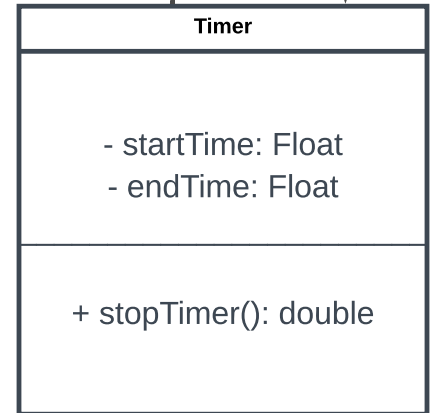 Timer
- startTime: Float
- endTime: Float
+ stopTimer(): double